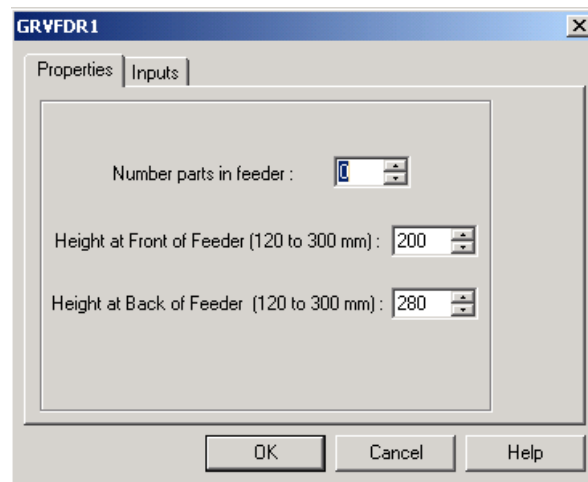 GRVFDR1
Properties Inputs
Number parts in feeder : 0
Height at Front of Feeder (120 to 300 mm) : 200
Height at Back of Feeder (120 to 300 mm) : 280
OK Cancel Help